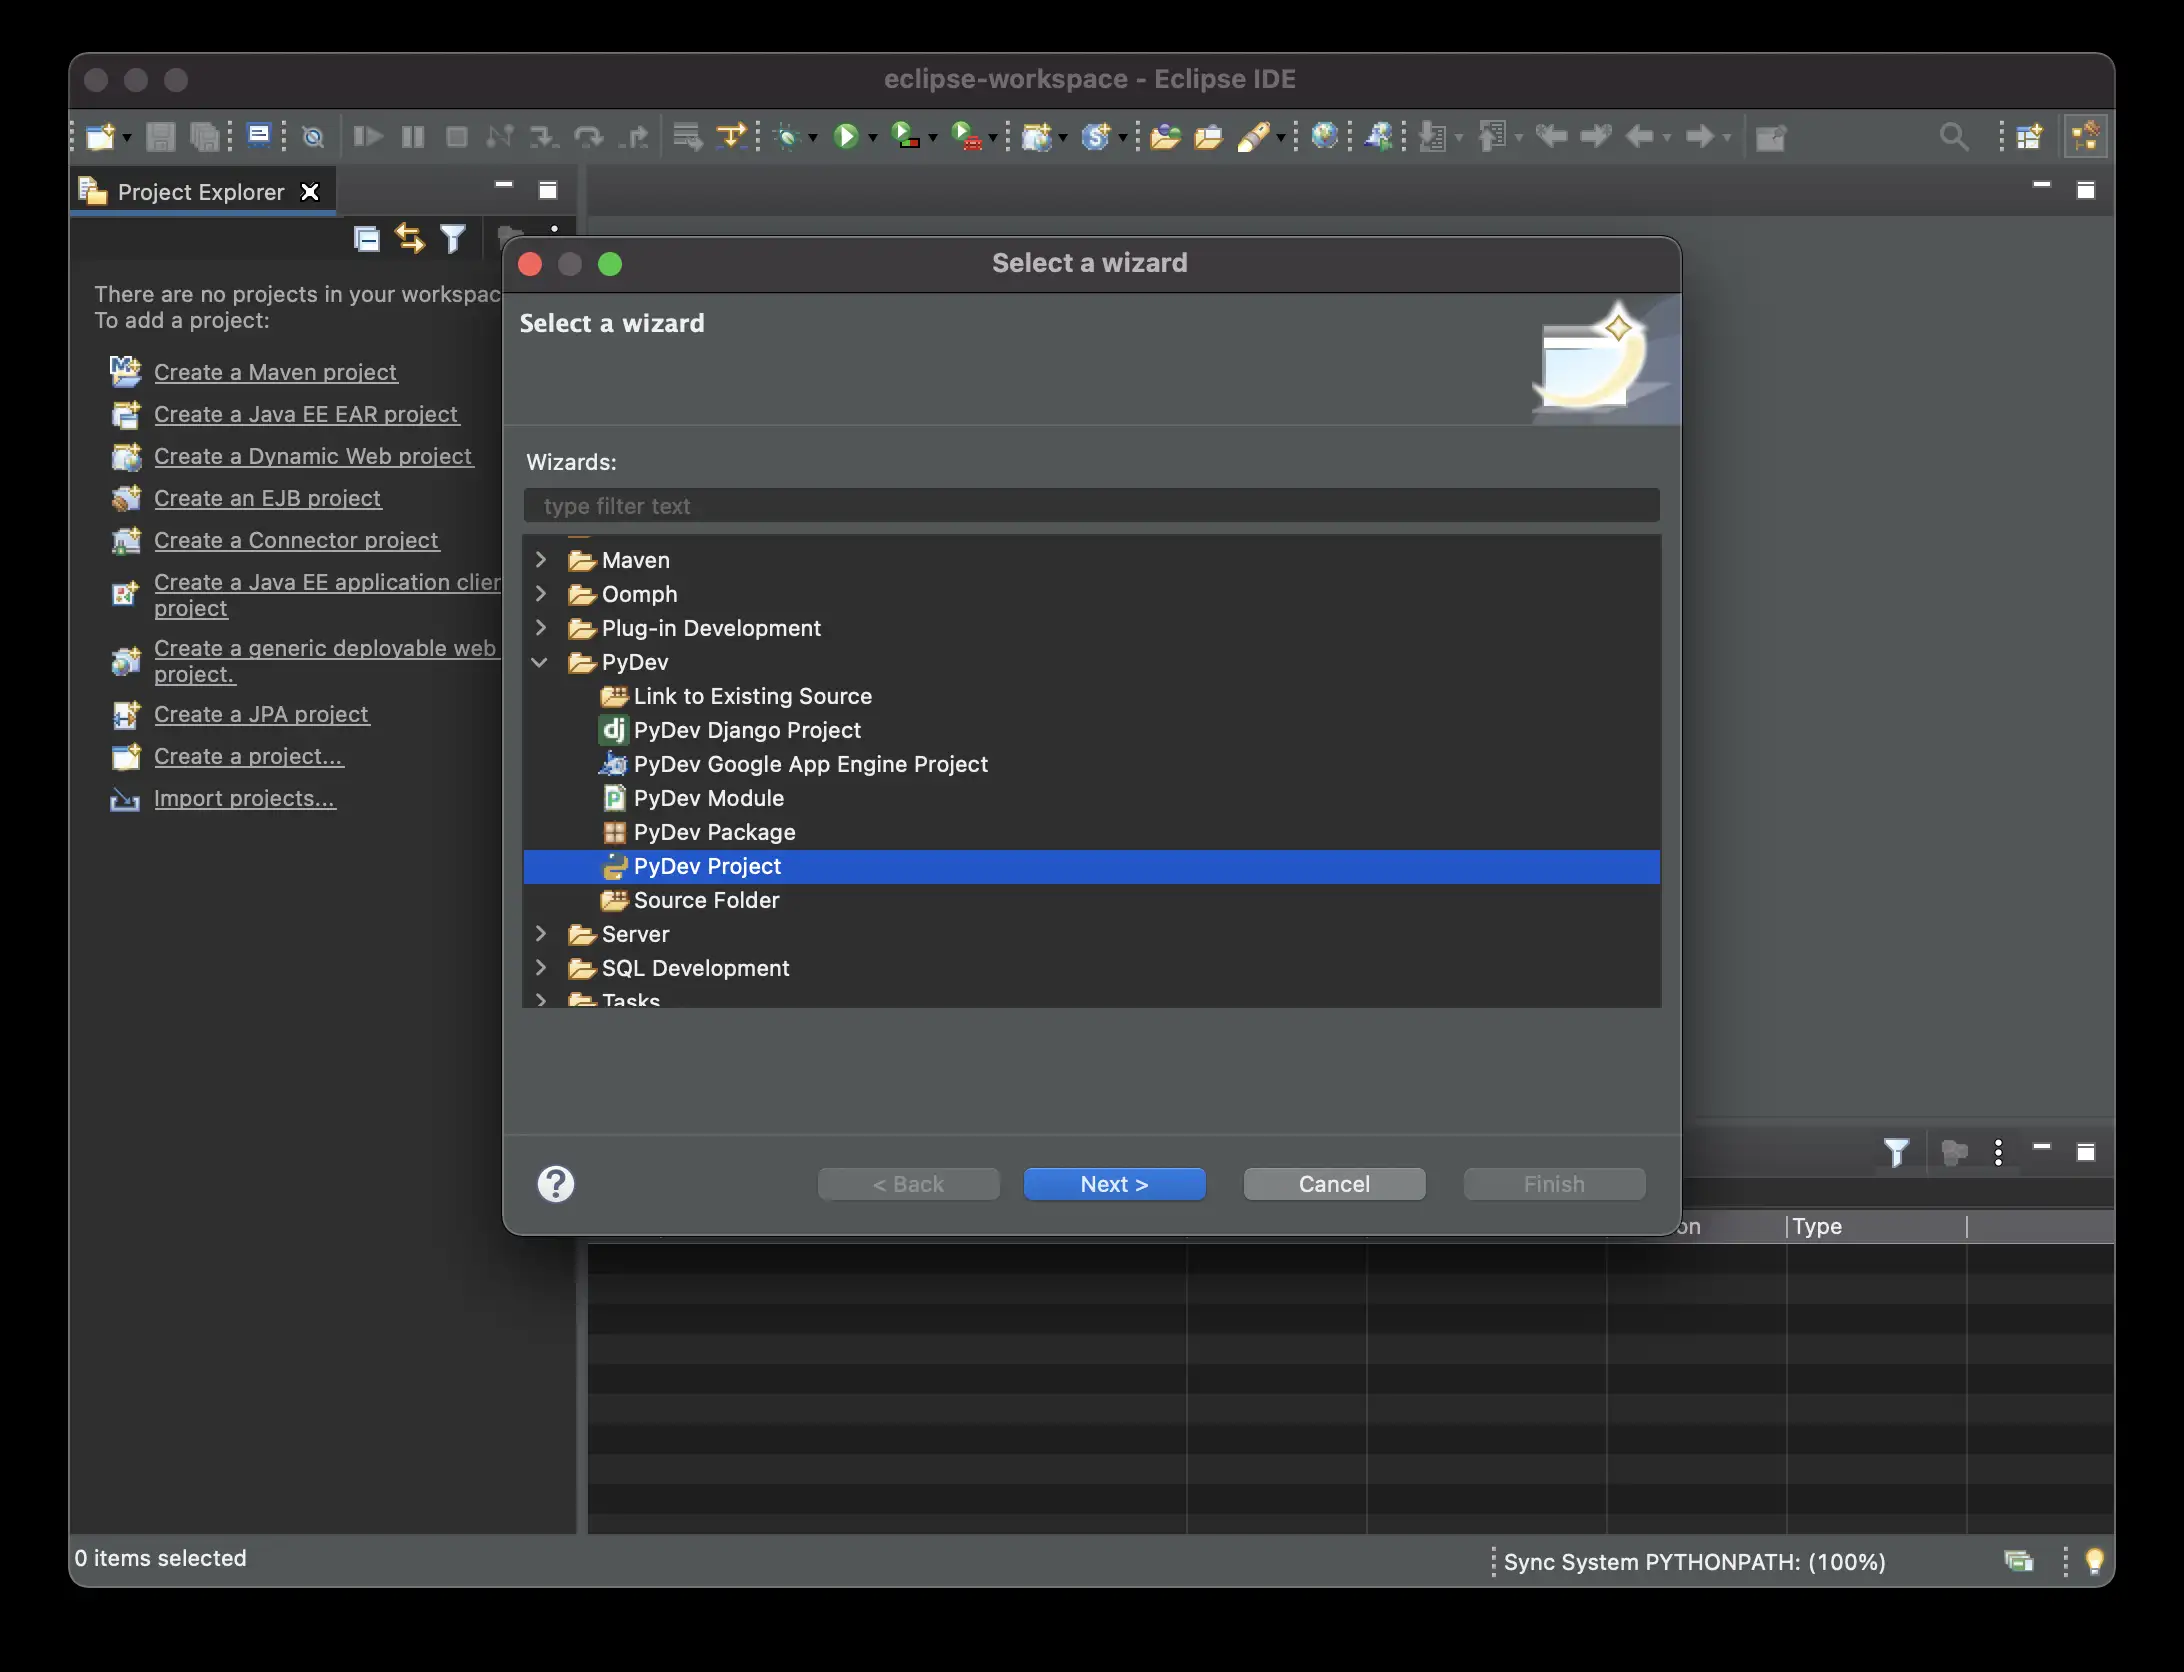 eclipse-workspace - Eclipse IDE
Project Explorer
There are no projects in your workspac
To add a project:
Create a Maven project
Create a Java EE EAR project
Create a Dynamic Web project
Create an EJB project
Create a Connector project
Create a Java EE application clien
project
Create a generic deployable web
project.
Create a JPA project
Create a project...
Import projects...
Select a wizard
Select a wizard
Wizards:
type filter text
Maven
Oomph
Plug-in Development
PyDev
Link to Existing Source
dj PyDev Django Project
PyDev Google App Engine Project
PyDev Module
PyDev Package
PyDev Project
Source Folder
Server
SQL Development
Tasks
?
< Back
Next >
Cancel
Finish
on
Type
0 items selected
Sync System PYTHONPATH: (100%)